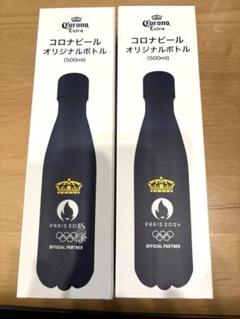 Corona
Extra
コロナビール
オリジナルボトル
(500ml)
PARIS 2024
OFFICIAL PARTNER
Corona
Extra
コロナビール
オリジナルボトル
(500ml)
PARIS 2024
OFFICIAL PARTNER